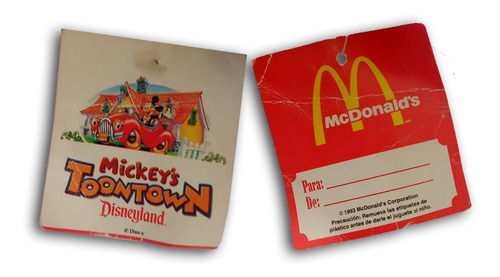 Mickey's
TOONTOWN
Disneyland
© Disney
McDonald's
Para:
De:
© 1993 McDonald's Corporation
Precaución: Remueva las etiquetas de
plástico antes de darle el juguete al niño.